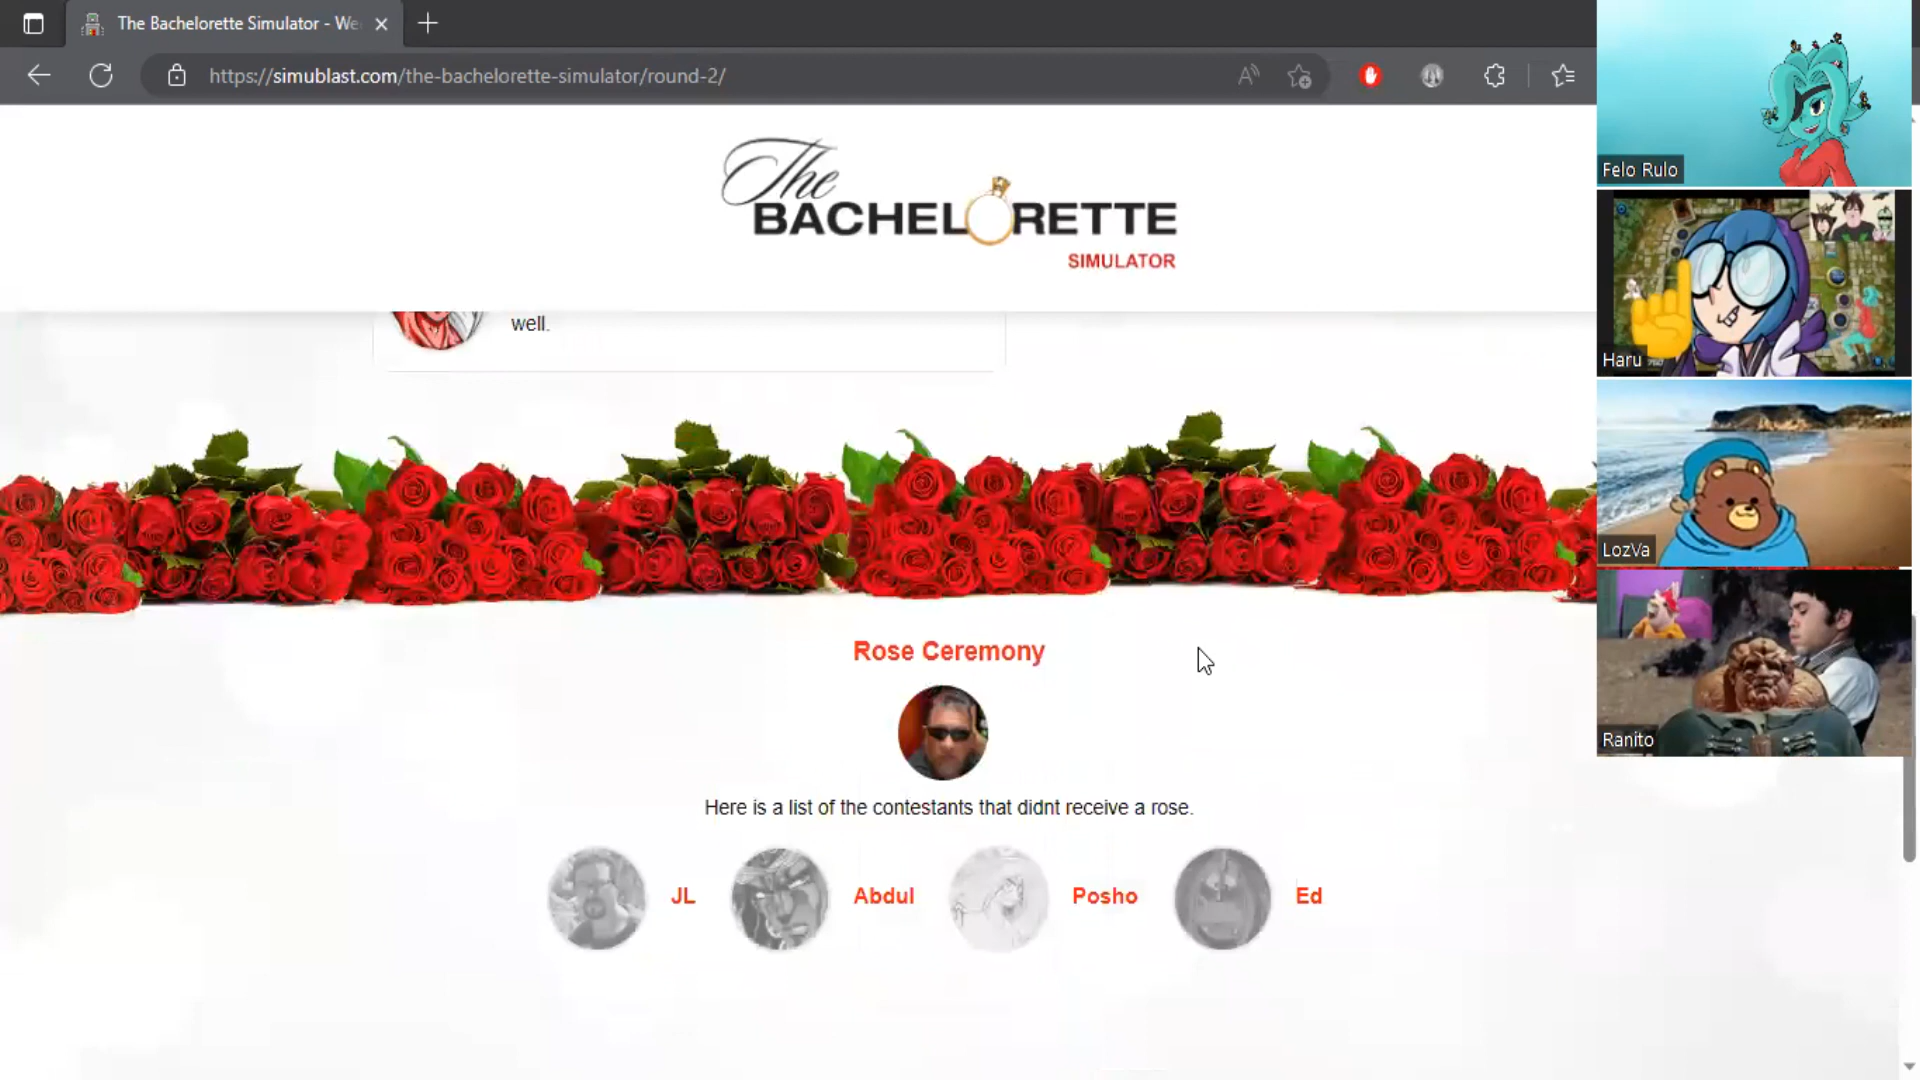 The Bachelorette Simulator - We
https://simublast.com/the-bachelorette-simulator/round-2/
The
BACHELORETTE
SIMULATOR
well.
Rose Ceremony
Here is a list of the contestants that didnt receive a rose.
JL
Abdul
Posho
Ed
Felo Rulo
Haru
LozVa
Ranito